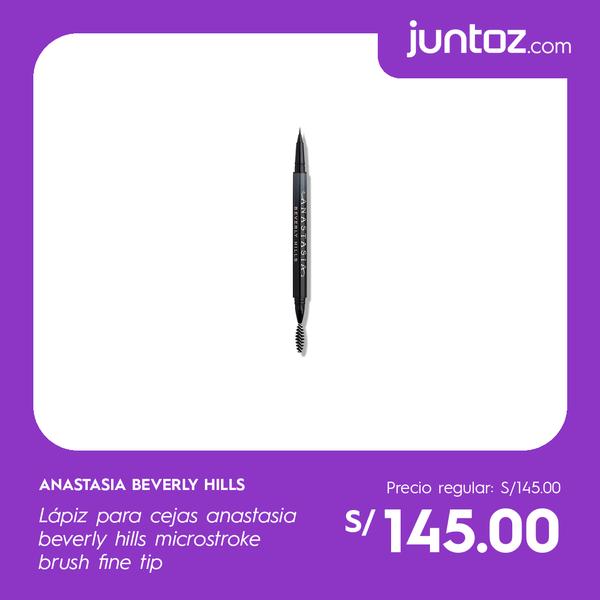 juntoz.com
ANASTASIA
BEVERLY HILLS
ANASTASIA BEVERLY HILLS
Lápiz para cejas anastasia
beverly hills microstroke
brush fine tip
Precio regular: S/145.00
S/145.00